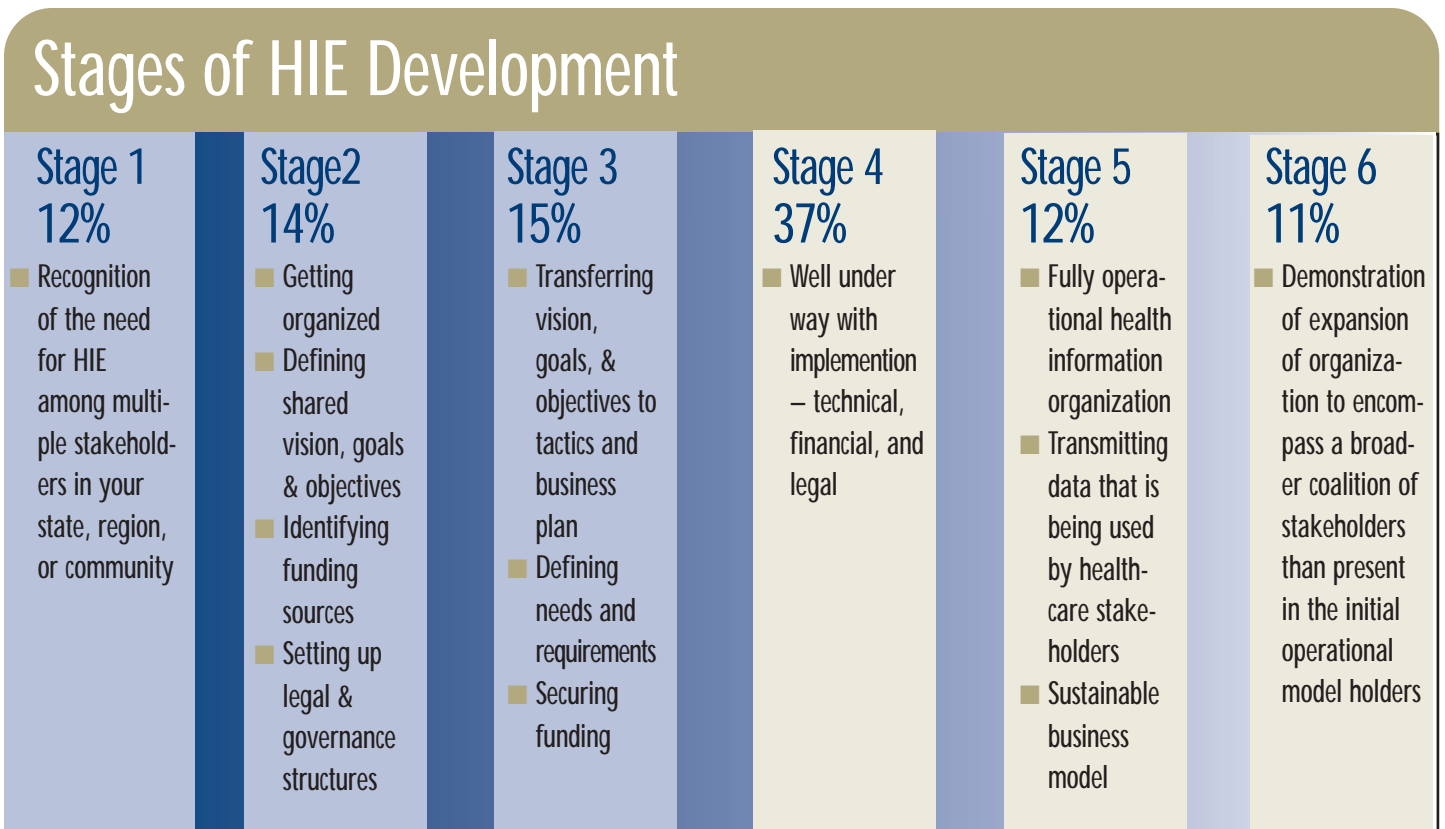 Stages of HIE Development
Stage 1
12%
Recognition
of the need
for HIE
among multi-
ple stakehold-
ers in your
state, region,
or community
Stage2
14%
Getting
organized
Defining
shared
vision, goals
& objectives
Identifying
funding
sources
Setting up
legal &
governance
structures
Stage 3
15%
Transferring
vision,
goals, &
objectives to
tactics and
business
plan
Defining
needs and
requirements
Securing
funding
Stage 4
37%
Well under
way with
implemention
– technical,
financial, and
legal
Stage 5
12%
Fully opera-
tional health
information
organization
Transmitting
data that is
being used
by health-
care stake-
holders
Sustainable
business
model
Stage 6
11%
Demonstration
of expansion
of organiza-
tion to encom-
pass a broad-
er coalition of
stakeholders
than present
in the initial
operational
model holders